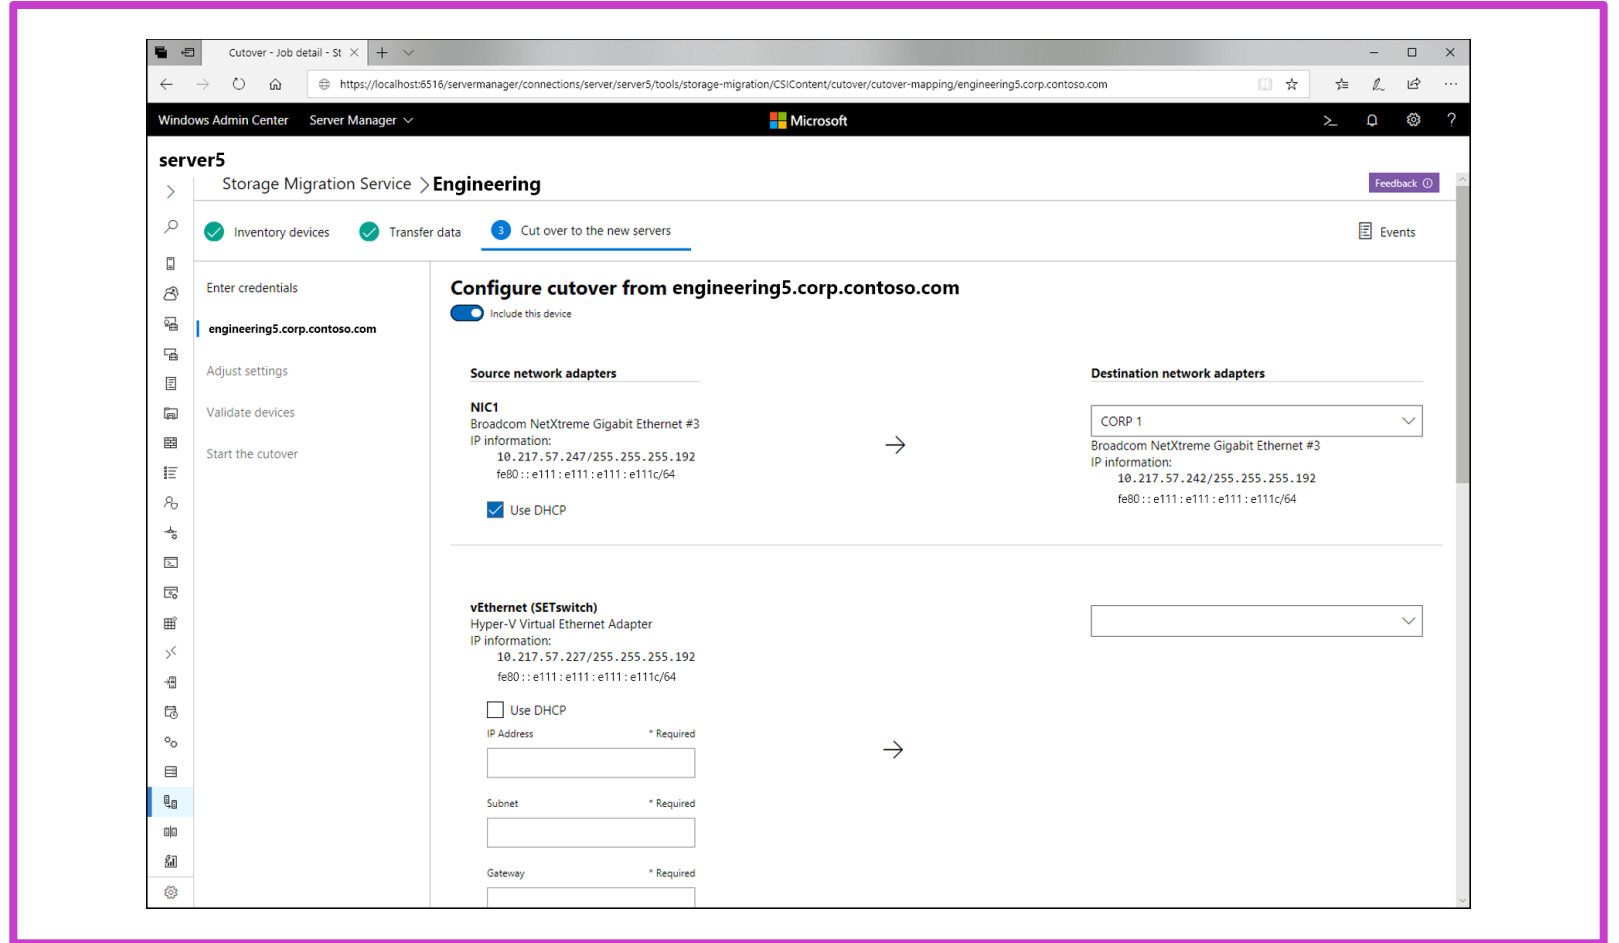 Cutover - Job detail - St
https://localhost:6516/servermanager/connections/server/server5/tools/storage-migration/CSIContent/cutover/cutover-mapping/engineering5.corp.contoso.com
Windows Admin Center Server Manager Microsoft
server5
Storage Migration Service > Engineering Feedback
Inventory devices Transfer data 3 Cut over to the new servers Events
Enter credentials
engineering5.corp.contoso.com
Adjust settings
Validate devices
Start the cutover
Configure cutover from engineering5.corp.contoso.com
Include this device
Source network adapters
NIC1
Broadcom NetXtreme Gigabit Ethernet #3
IP information:
10.217.57.247/255.255.255.192
fe80::e111:e111:e111:e111c/64
Use DHCP
Destination network adapters
CORP 1
Broadcom NetXtreme Gigabit Ethernet #3
IP information:
10.217.57.242/255.255.255.192
fe80::e111:e111:e111:e111c/64
vEthernet (SETswitch)
Hyper-V Virtual Ethernet Adapter
IP information:
10.217.57.227/255.255.255.192
fe80::e111:e111:e111:e111c/64
Use DHCP
IP Address * Required
Subnet * Required
Gateway * Required